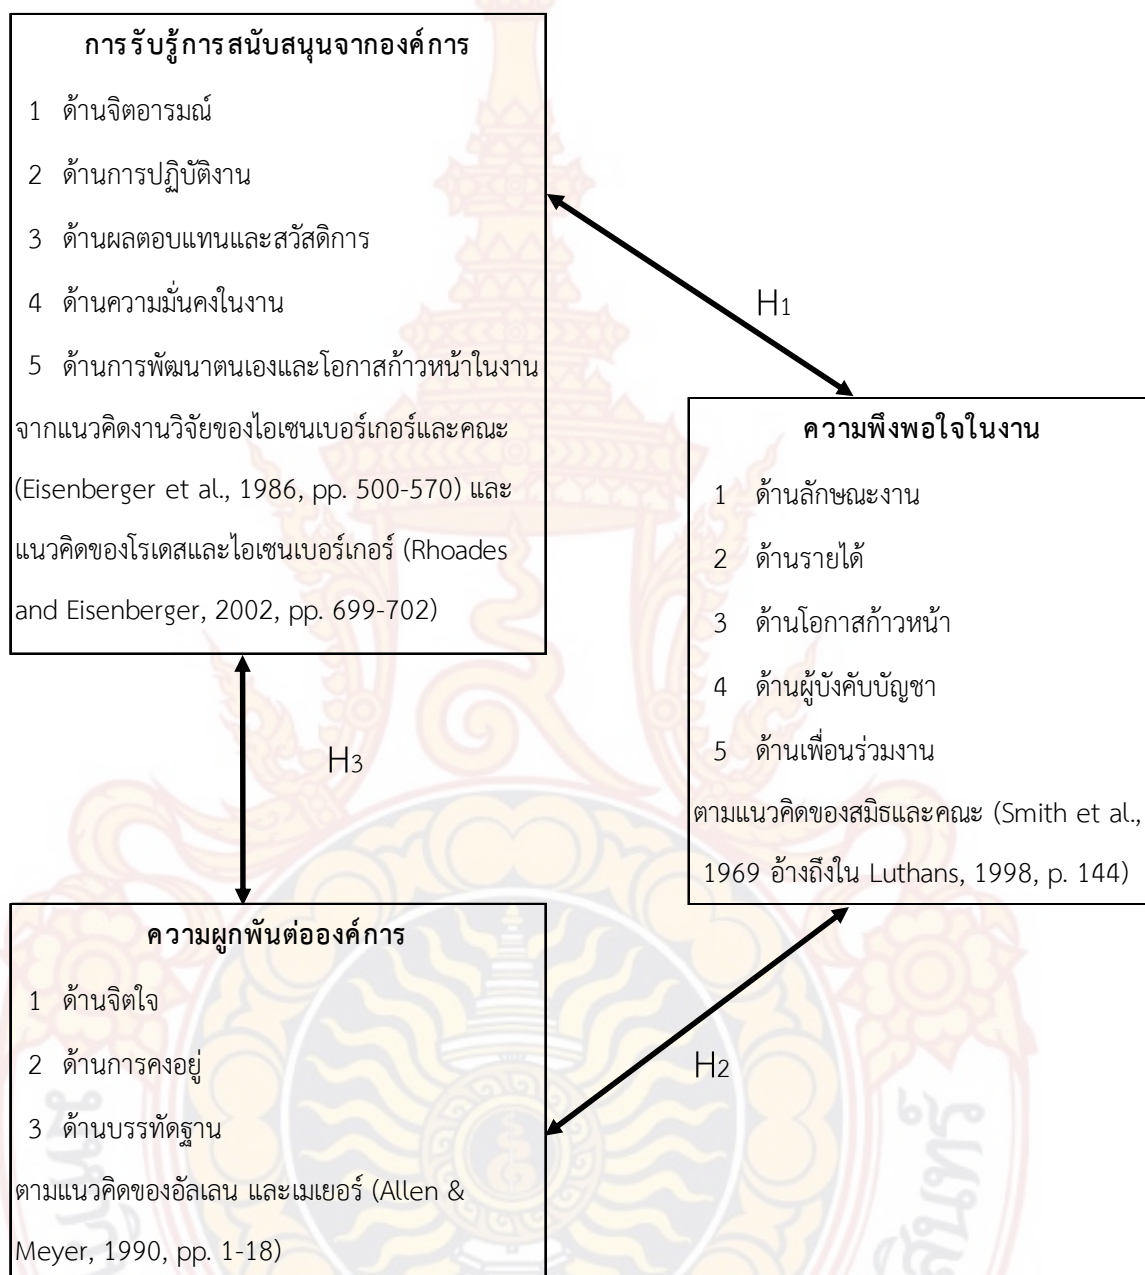 การรับรู้การสนับสนุนจากองค์การ
1 ด้านจิตอารมณ์
2 ด้านการปฏิบัติงาน
3 ด้านผลตอบแทนและสวัสดิการ
4 ด้านความมั่นคงในงาน
5 ด้านการพัฒนาตนเองและโอกาสก้าวหน้าในงาน
จากแนวคิดงานวิจัยของไอเซนเบอร์เกอร์และคณะ
(Eisenberger et al., 1986, pp. 500-570) และ
แนวคิดของโรเดสและไอเซนเบอร์เกอร์ (Rhoades
and Eisenberger, 2002, pp. 699-702)
H1
ความพึงพอใจในงาน
1 ด้านลักษณะงาน
2 ด้านรายได้
3 ด้านโอกาสก้าวหน้า
4 ด้านผู้บังคับบัญชา
5 ด้านเพื่อนร่วมงาน
ตามแนวคิดของสมิธและคณะ (Smith et al.,
1969 อ้างถึงใน Luthans, 1998, p. 144)
H3
ความผูกพันต่อองค์การ
1 ด้านจิตใจ
2 ด้านการคงอยู่
3 ด้านบรรทัดฐาน
ตามแนวคิดของอัลเลน และเมเยอร์ (Allen &
Meyer, 1990, pp. 1-18)
H2